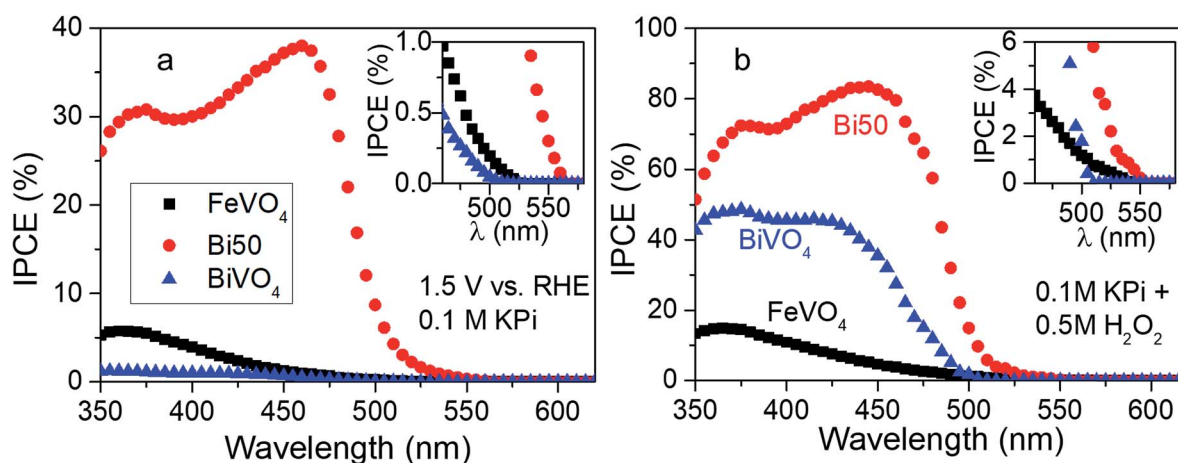 a
IPCE (%)
40
30
20
10
0
350
400
450
500
550
600
Wavelength (nm)
FeVO₄
Bi50
BiVO₄
IPCE (%)
1.0
0.5
0.0
500
550
λ (nm)
1.5 V vs. RHE
0.1 M KPi
b
IPCE (%)
100
80
60
40
20
0
350
400
450
500
550
600
Wavelength (nm)
Bi50
BiVO₄
FeVO₄
IPCE (%)
6
4
2
0
500
550
λ (nm)
0.1M KPi +
0.5M H₂O₂